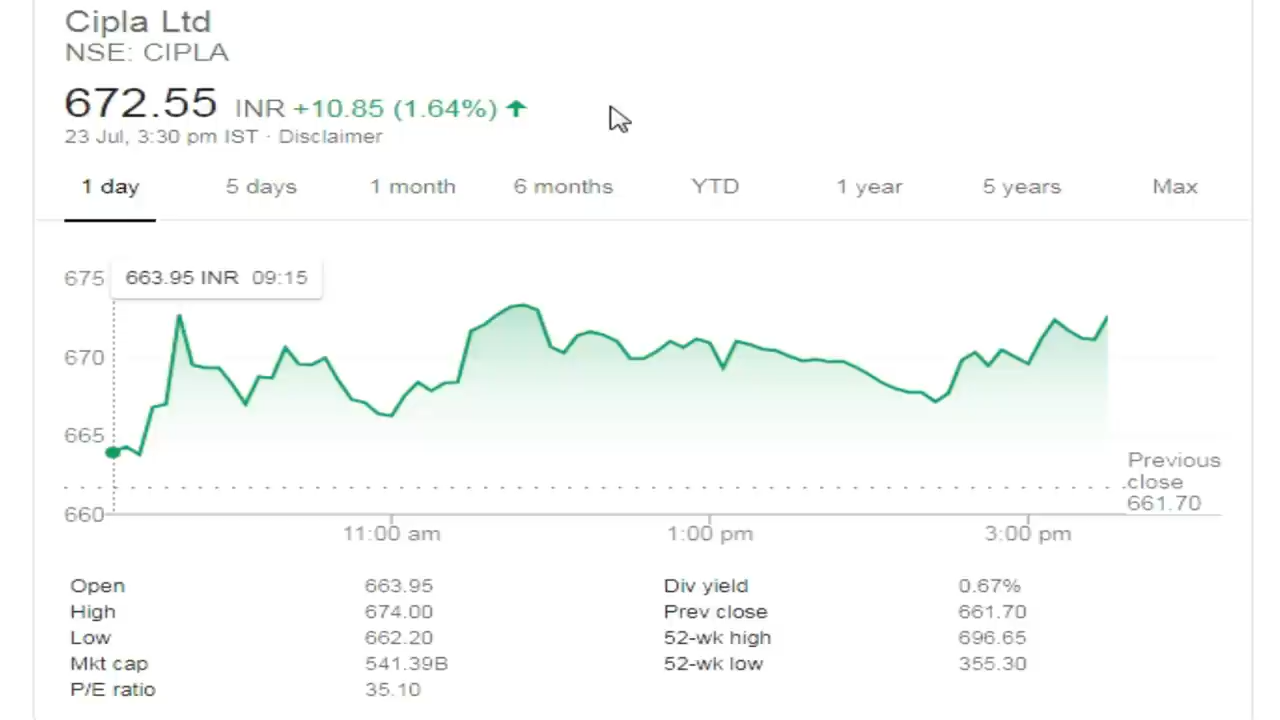 Cipla Ltd
NSE: CIPLA
672.55 INR +10.85 (1.64%) ↑
23 Jul, 3:30 pm IST · Disclaimer
1 day 5 days 1 month 6 months YTD 1 year 5 years Max
675
663.95 INR 09:15
670
665
660
Previous
close
661.70
11:00 am 1:00 pm 3:00 pm
Open 663.95 Div yield 0.67%
High 674.00 Prev close 661.70
Low 662.20 52-wk high 696.65
Mkt cap 541.39B 52-wk low 355.30
P/E ratio 35.10